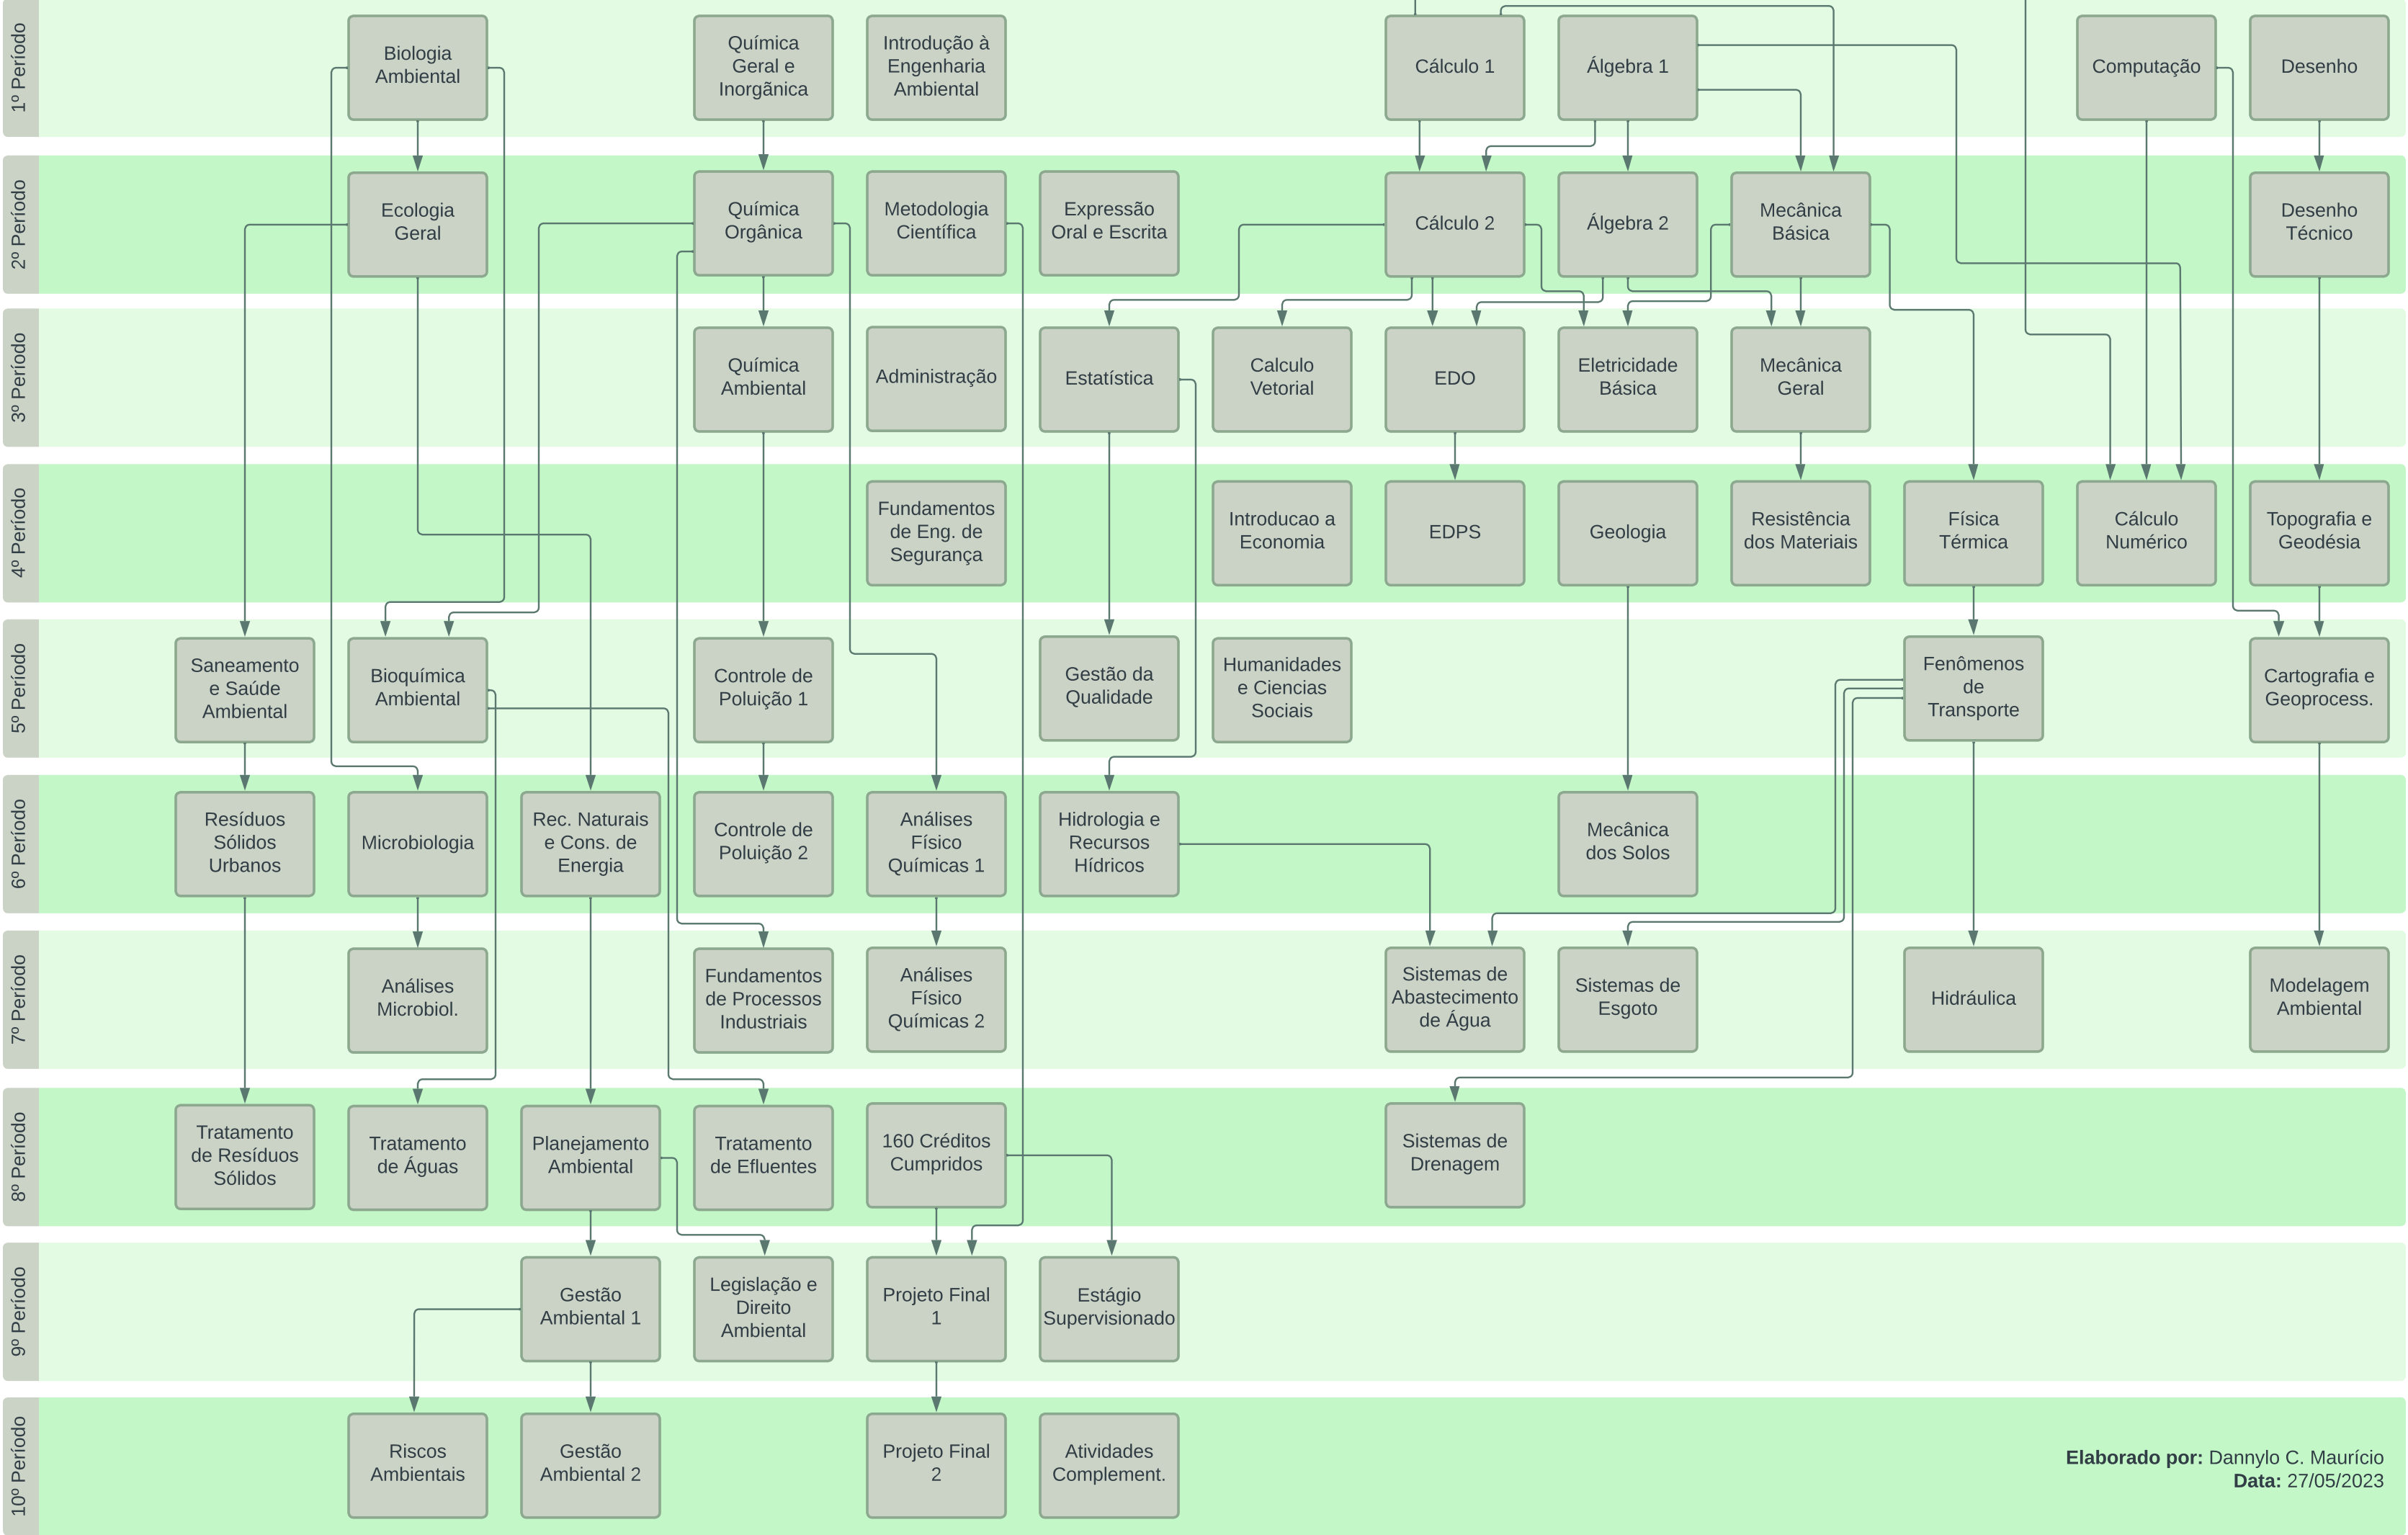 1º Período
Biologia
Ambiental
Química
Geral e
Inorgãnica
Introdução à
Engenharia
Ambiental
Cálculo 1
Álgebra 1
Computação
Desenho
2º Período
Ecologia
Geral
Química
Orgânica
Metodologia
Científica
Expressão
Oral e Escrita
Cálculo 2
Álgebra 2
Mecânica
Básica
Desenho
Técnico
3º Período
Química
Ambiental
Administração
Estatística
Calculo
Vetorial
EDO
Eletricidade
Básica
Mecânica
Geral
4º Período
Fundamentos
de Eng. de
Segurança
Introducao a
Economia
EDPS
Geologia
Resistência
dos Materiais
Física
Térmica
Cálculo
Numérico
Topografia e
Geodésia
5º Período
Saneamento
e Saúde
Ambiental
Bioquímica
Ambiental
Controle de
Poluição 1
Gestão da
Qualidade
Humanidades
e Ciencias
Sociais
Fenômenos
de
Transporte
Cartografia e
Geoprocess.
6º Período
Resíduos
Sólidos
Urbanos
Microbiologia
Rec. Naturais
e Cons. de
Energia
Controle de
Poluição 2
Análises
Físico
Químicas 1
Hidrologia e
Recursos
Hídricos
Mecânica
dos Solos
7º Período
Análises
Microbiol.
Fundamentos
de Processos
Industriais
Análises
Físico
Químicas 2
Sistemas de
Abastecimento
de Água
Sistemas de
Esgoto
Hidráulica
Modelagem
Ambiental
8º Período
Tratamento
de Resíduos
Sólidos
Tratamento
de Águas
Planejamento
Ambiental
Tratamento
de Efluentes
160 Créditos
Cumpridos
Sistemas de
Drenagem
9º Período
Gestão
Ambiental 1
Legislação e
Direito
Ambiental
Projeto Final
1
Estágio
Supervisionado
10º Período
Riscos
Ambientais
Gestão
Ambiental 2
Projeto Final
2
Atividades
Complement.
Elaborado por: Dannylo C. Maurício
Data: 27/05/2023